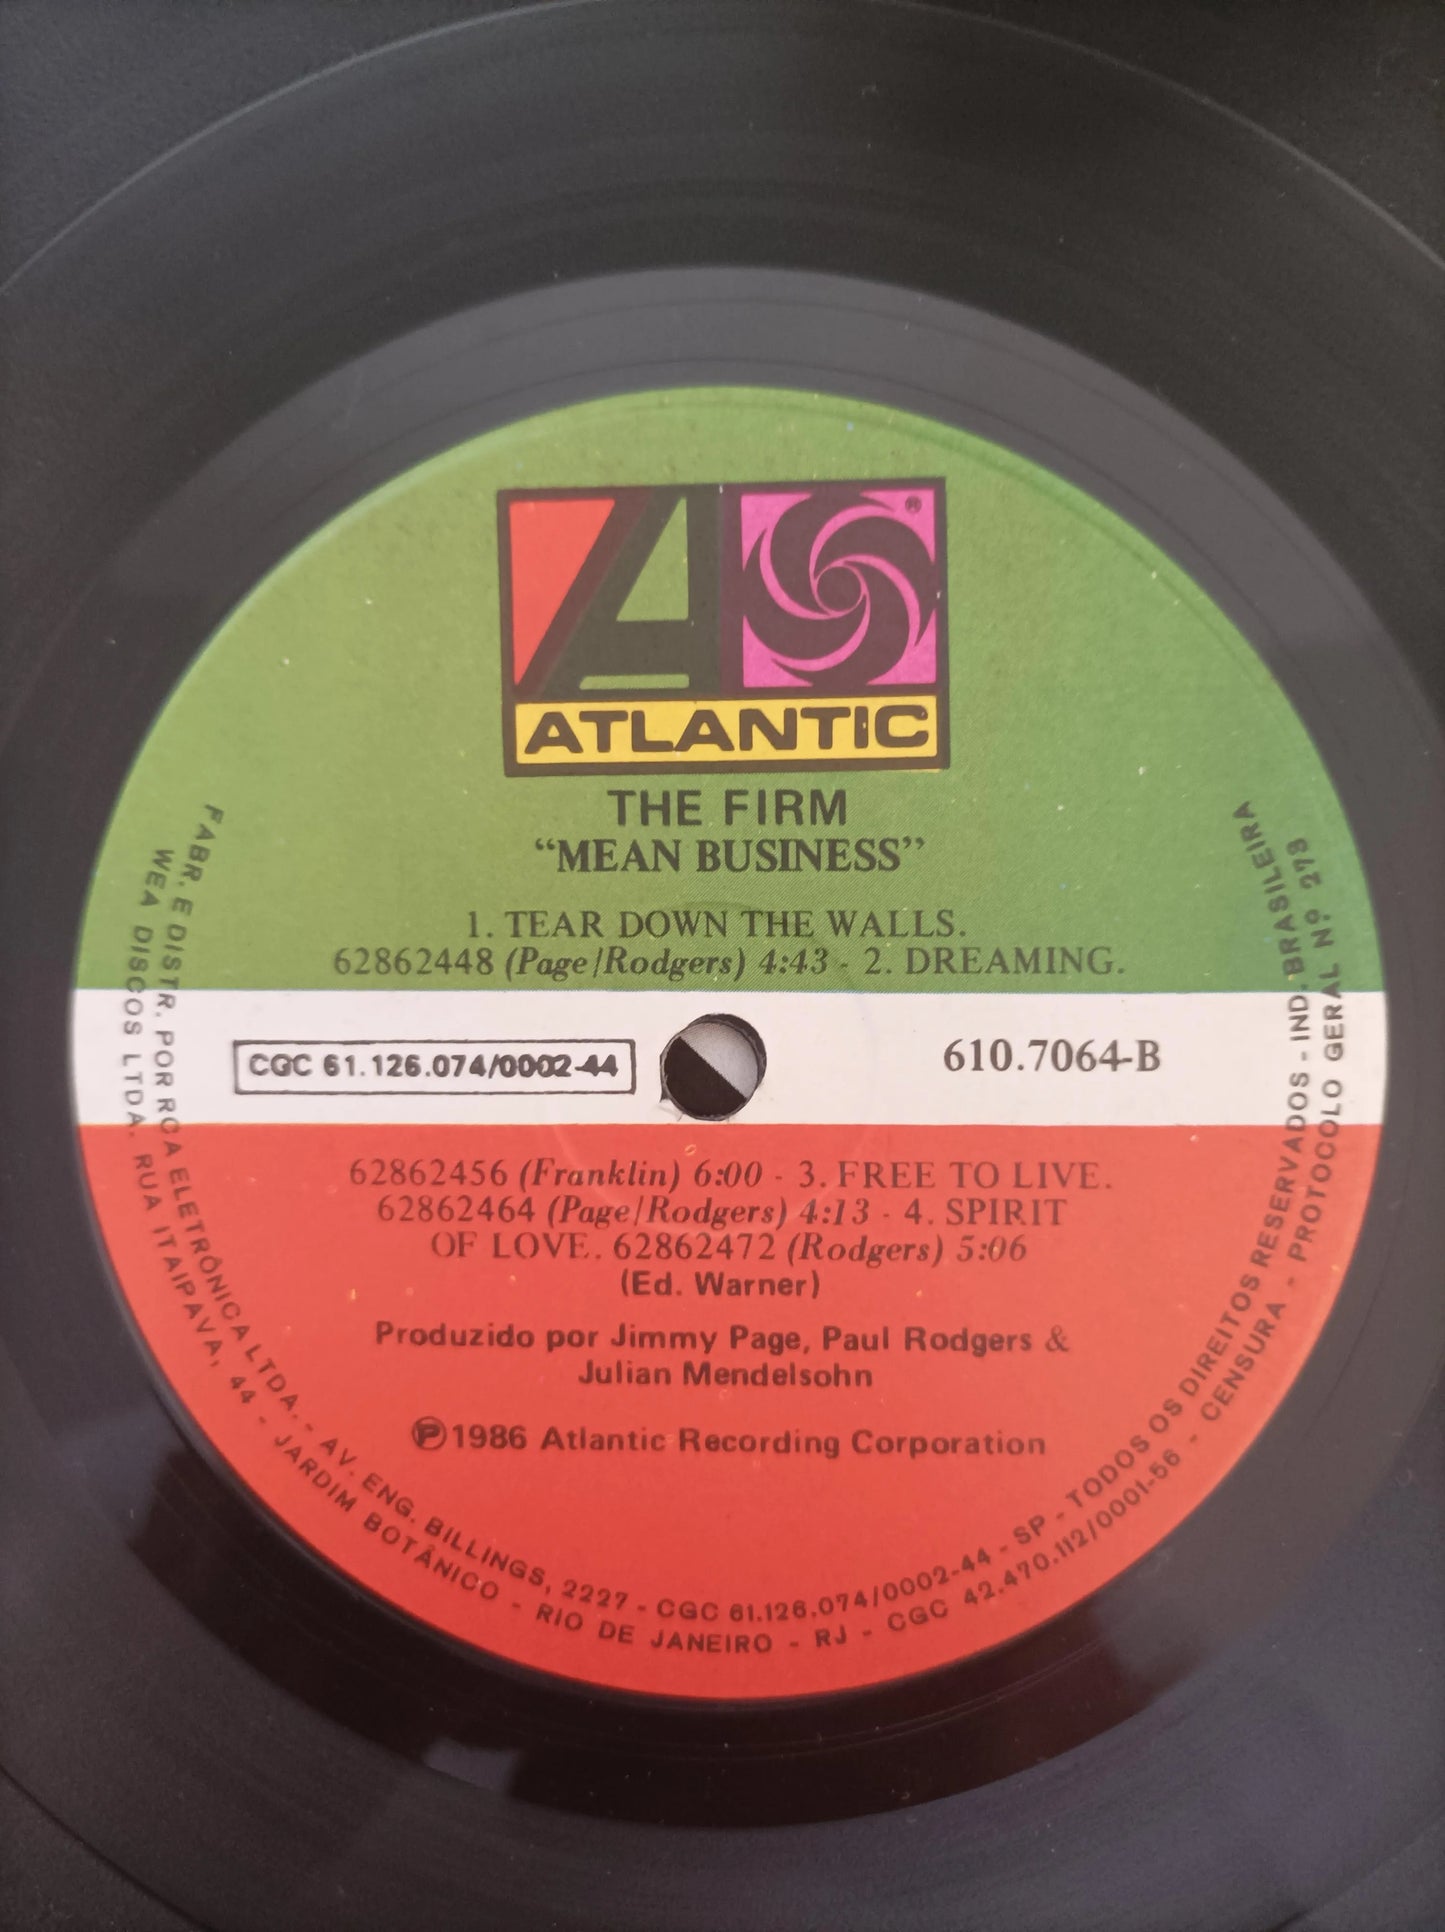 ATLANTIC
®
THE FIRM
“MEAN BUSINESS”
1. TEAR DOWN THE WALLS.
62862448 (Page/Rodgers) 4:43 - 2. DREAMING.
CGC 61.126.074/0002-44
610.7064-B
62862456 (Franklin) 6:00 - 3. FREE TO LIVE.
62862464 (Page/Rodgers) 4:13 - 4. SPIRIT
OF LOVE. 62862472 (Rodgers) 5:06
(Ed. Warner)
Produzido por Jimmy Page, Paul Rodgers &
Julian Mendelsohn
℗1986 Atlantic Recording Corporation
FABR. E DISTR. POR RCA ELETRÔNICA LTDA. - AV. ENG. BILLINGS, 2227 - CGC 61.126.074/0002-44 - SP - TODOS OS DIREITOS RESERVADOS - IND. BRASILEIRA
WEA DISCOS LTDA. RUA ITAIPAVA, 44 - JARDIM BOTÂNICO - RIO DE JANEIRO - RJ - CGC 42.470.112/0001-56 - CENSURA - PROTOCOLO GERAL Nº 273